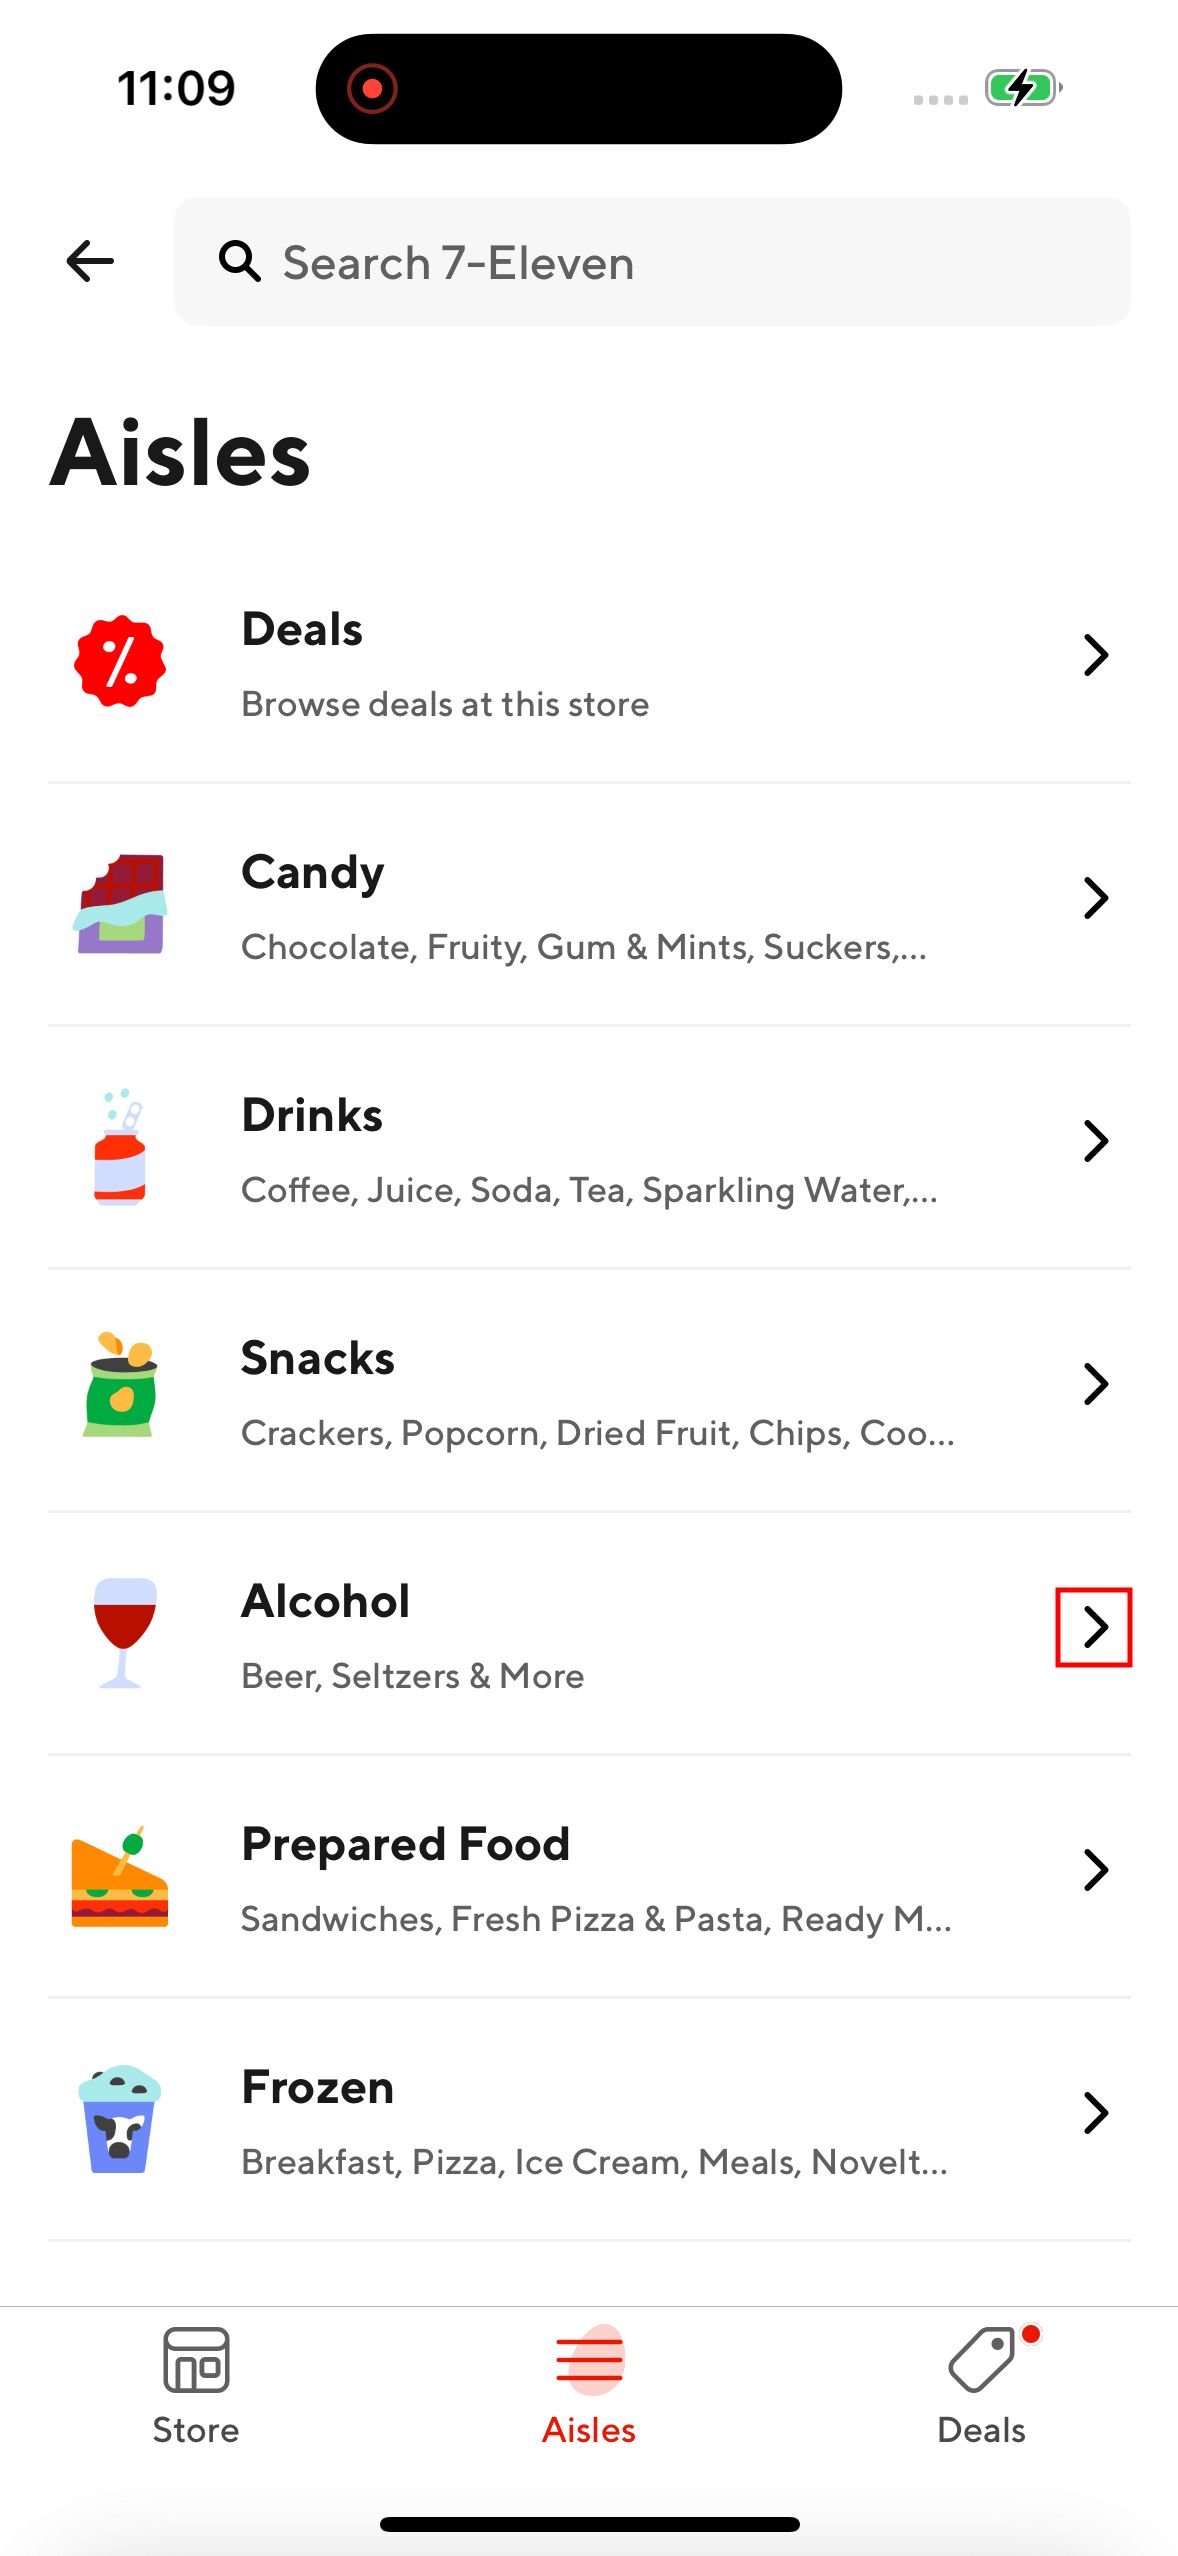 11:09
Search 7-Eleven
Aisles
Deals
Browse deals at this store
Candy
Chocolate, Fruity, Gum & Mints, Suckers,...
Drinks
Coffee, Juice, Soda, Tea, Sparkling Water,...
Snacks
Crackers, Popcorn, Dried Fruit, Chips, Coo...
Alcohol
Beer, Seltzers & More
Prepared Food
Sandwiches, Fresh Pizza & Pasta, Ready M...
Frozen
Breakfast, Pizza, Ice Cream, Meals, Novelt...
Store
Aisles
Deals